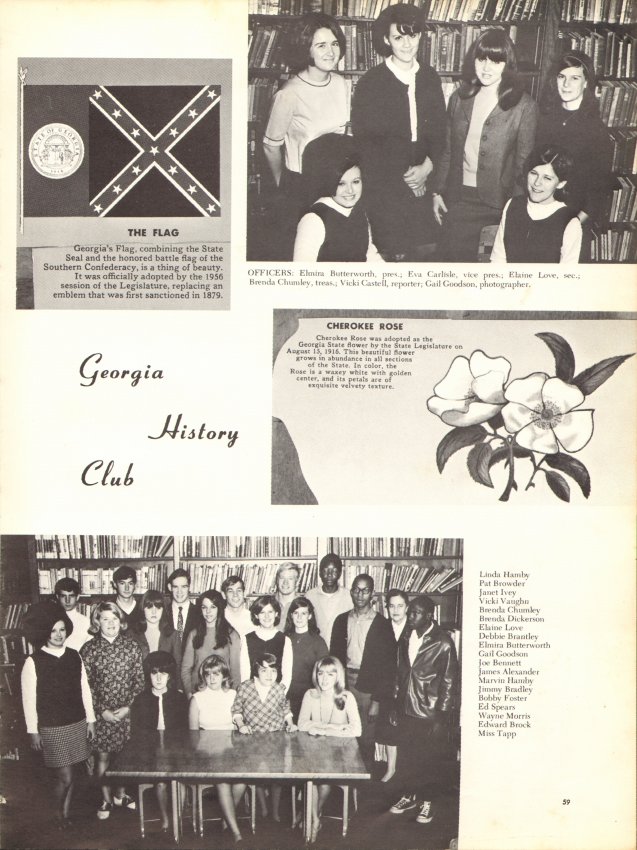 STATE OF GEORGIA
1776
THE FLAG
Georgia's Flag, combining the State
Seal and the honored battle flag of the
Southern Confederacy, is a thing of beauty.
It was officially adopted by the 1956
session of the Legislature, replacing an
emblem that was first sanctioned in 1879.
OFFICERS: Elmira Butterworth, pres.; Eva Carlisle, vice pres.; Elaine Love, sec.;
Brenda Chumley, treas.; Vicki Castell, reporter; Gail Goodson, photographer.
CHEROKEE ROSE
Cherokee Rose was adopted as the
Georgia State flower by the State Legislature on
August 15, 1916. This beautiful flower
grows in abundance in all sections
of the State. In color, the
Rose is a waxey white with golden
center, and its petals are of
exquisite velvety texture.
Georgia
History
Club
Linda Hamby
Pat Browder
Janet Ivey
Vicki Vaughn
Brenda Chumley
Brenda Dickerson
Elaine Love
Debbie Brantley
Elmira Butterworth
Gail Goodson
Joe Bennett
James Alexander
Marvin Hamby
Jimmy Bradley
Bobby Foster
Ed Spears
Wayne Morris
Edward Brock
Miss Tapp
59